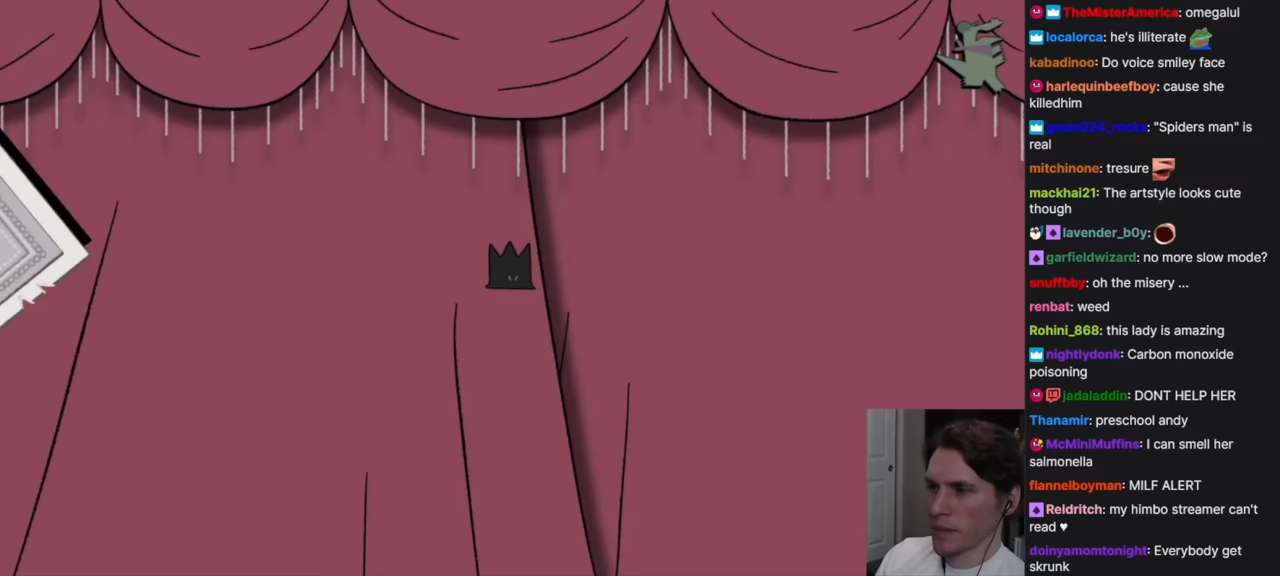 TheMisterAmerica: omegalul
localorca: he's illiterate
kabadinoo: Do voice smiley face
harlequinbeefboy: cause she
killedhim
gman224_rocks: "Spiders man" is
real
mitchinone: tresure
mackhai21: The artstyle looks cute
though
lavender_b0y:
garfieldwizard: no more slow mode?
snuffbby: oh the misery ...
renbat: weed
Rohini_868: this lady is amazing
nightlydonk: Carbon monoxide
poisoning
jadaladdin: DONT HELP HER
Thanamir: preschool andy
McMiniMuffins: I can smell her
salmonella
flannelboyman: MILF ALERT
Reldritch: my himbo streamer can't
read ♥
doinyamomtonight: Everybody get
skrunk